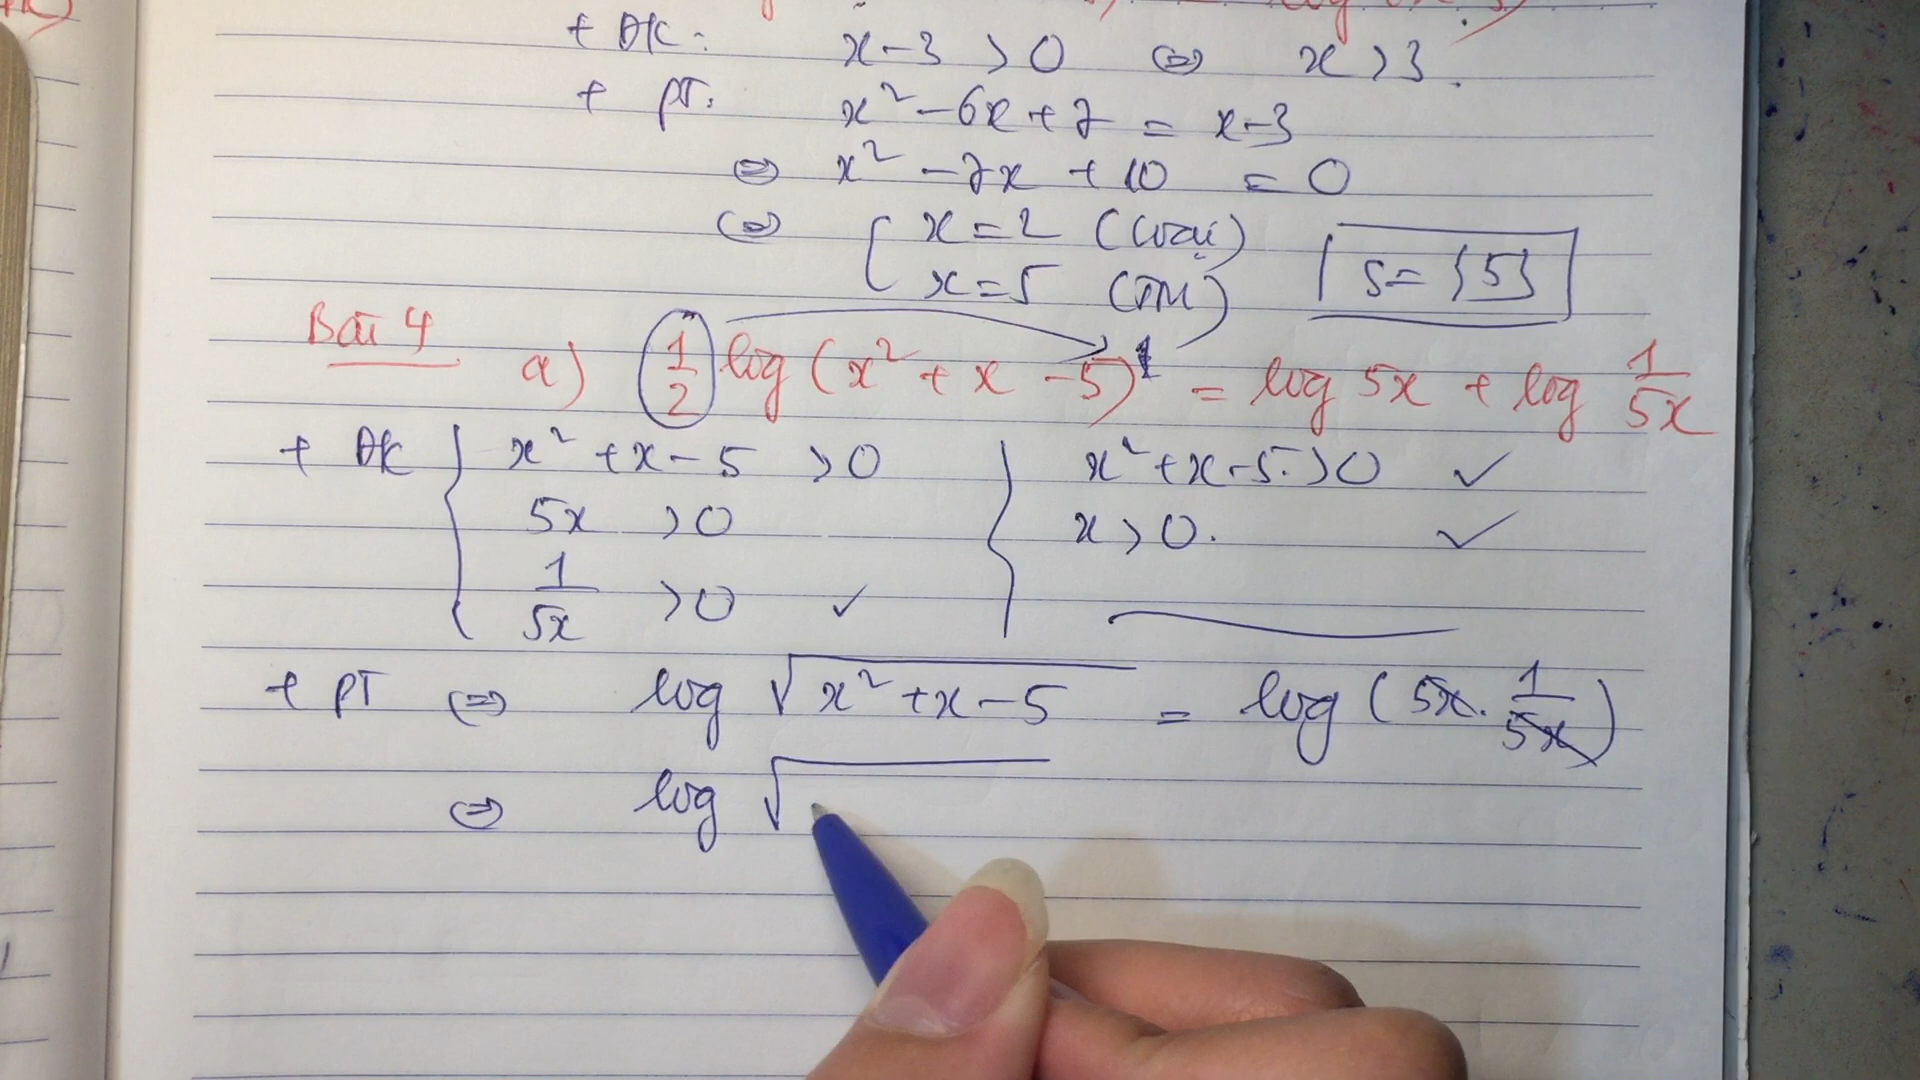 + ĐK: x-3 > 0 ⇔ x > 3.
+ PT: x² - 6x + 7 = x - 3
⇔ x² - 7x + 10 = 0
⇔ [ x = 2 (loại)
x = 5 (TM) S = {5}
Bài 4
a) 1/2 log (x² + x - 5)¹ = log 5x + log 1/5x
+ ĐK { x² + x - 5 > 0 { x² + x - 5 > 0 ✓
5x > 0 x > 0. ✓
1/5x > 0 ✓
+ PT ⇔ log √(x² + x - 5) = log (5x. 1/5x)
⇔ log √